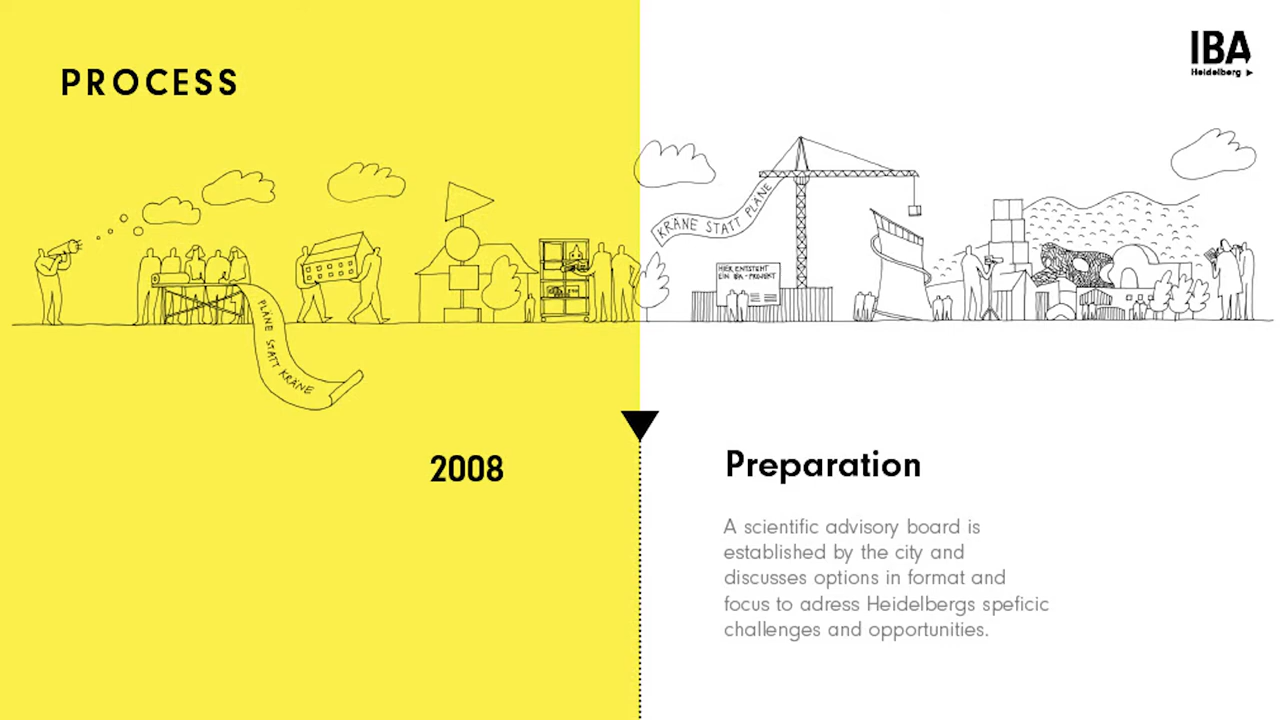 PROCESS
IBA
Heidelberg
KRÄNE STATT PLÄNE
HIER ENTSTEHT
EIN IBA-PROJEKT
PLÄNE STATT KRÄNE
2008
Preparation
A scientific advisory board is
established by the city and
discusses options in format and
focus to adress Heidelbergs speficic
challenges and opportunities.